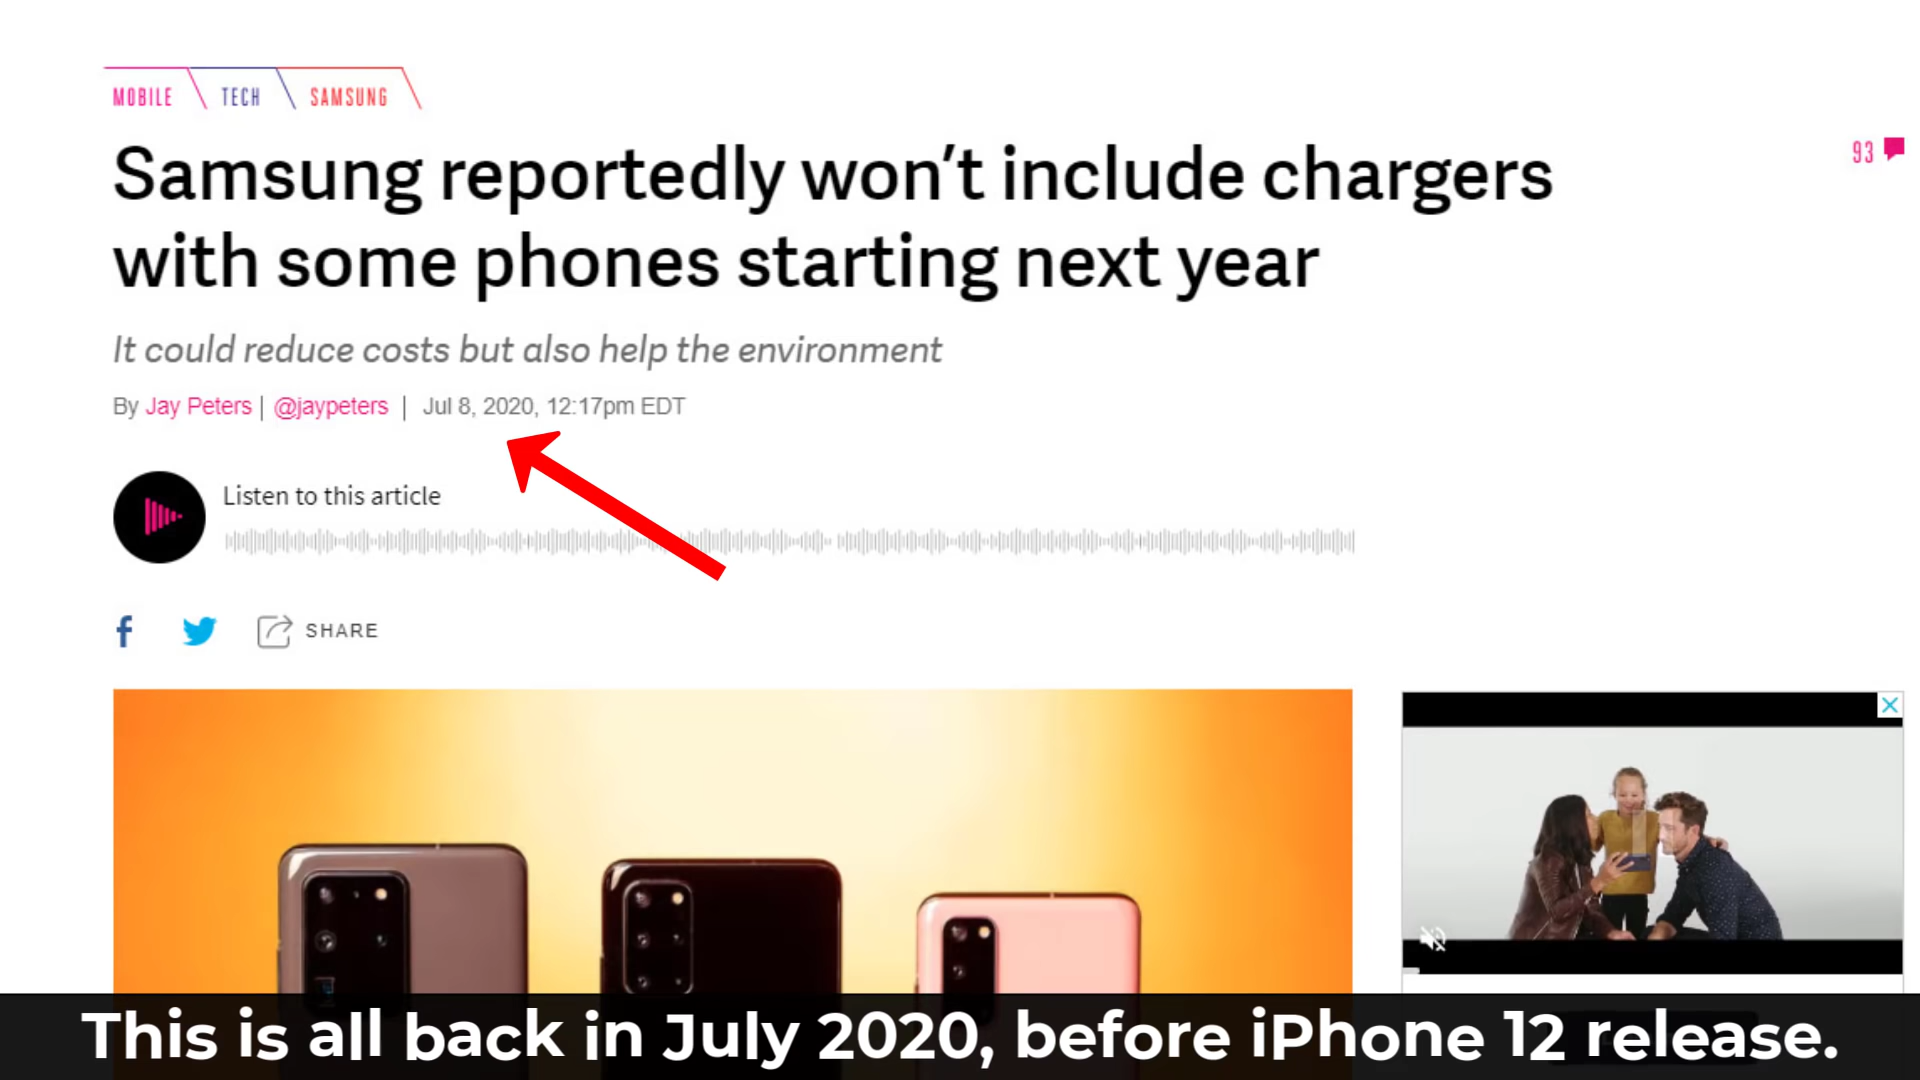 MOBILE TECH SAMSUNG
Samsung reportedly won't include chargers
93
with some phones starting next year
It could reduce costs but also help the environment
By Jay Peters | @jaypeters | Jul 8, 2020, 12:17pm EDT
Listen to this article
SHARE
This is all back in July 2020, before iPhone 12 release.